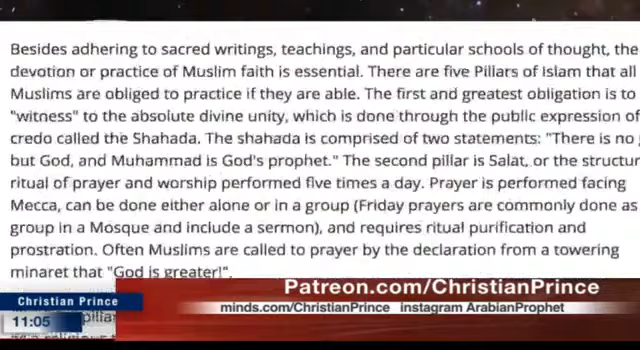 Besides adhering to sacred writings, teachings, and particular schools of thought, the
devotion or practice of Muslim faith is essential. There are five Pillars of Islam that all
Muslims are obliged to practice if they are able. The first and greatest obligation is to
"witness" to the absolute divine unity, which is done through the public expression of
credo called the Shahada. The shahada is comprised of two statements: "There is no
but God, and Muhammad is God's prophet." The second pillar is Salat, or the
ritual of prayer and worship performed five times a day. Prayer is performed facing
Mecca, can be done either alone or in a group (Friday prayers are commonly done as
group in a Mosque and include a sermon), and requires ritual purification and
prostration. Often Muslims are called to prayer by the declaration from a towering
minaret that "God is greater!".
Patreon.com/ChristianPrince
Christian Prince
minds.com/ChristianPrince instagram ArabianProphet
11:05